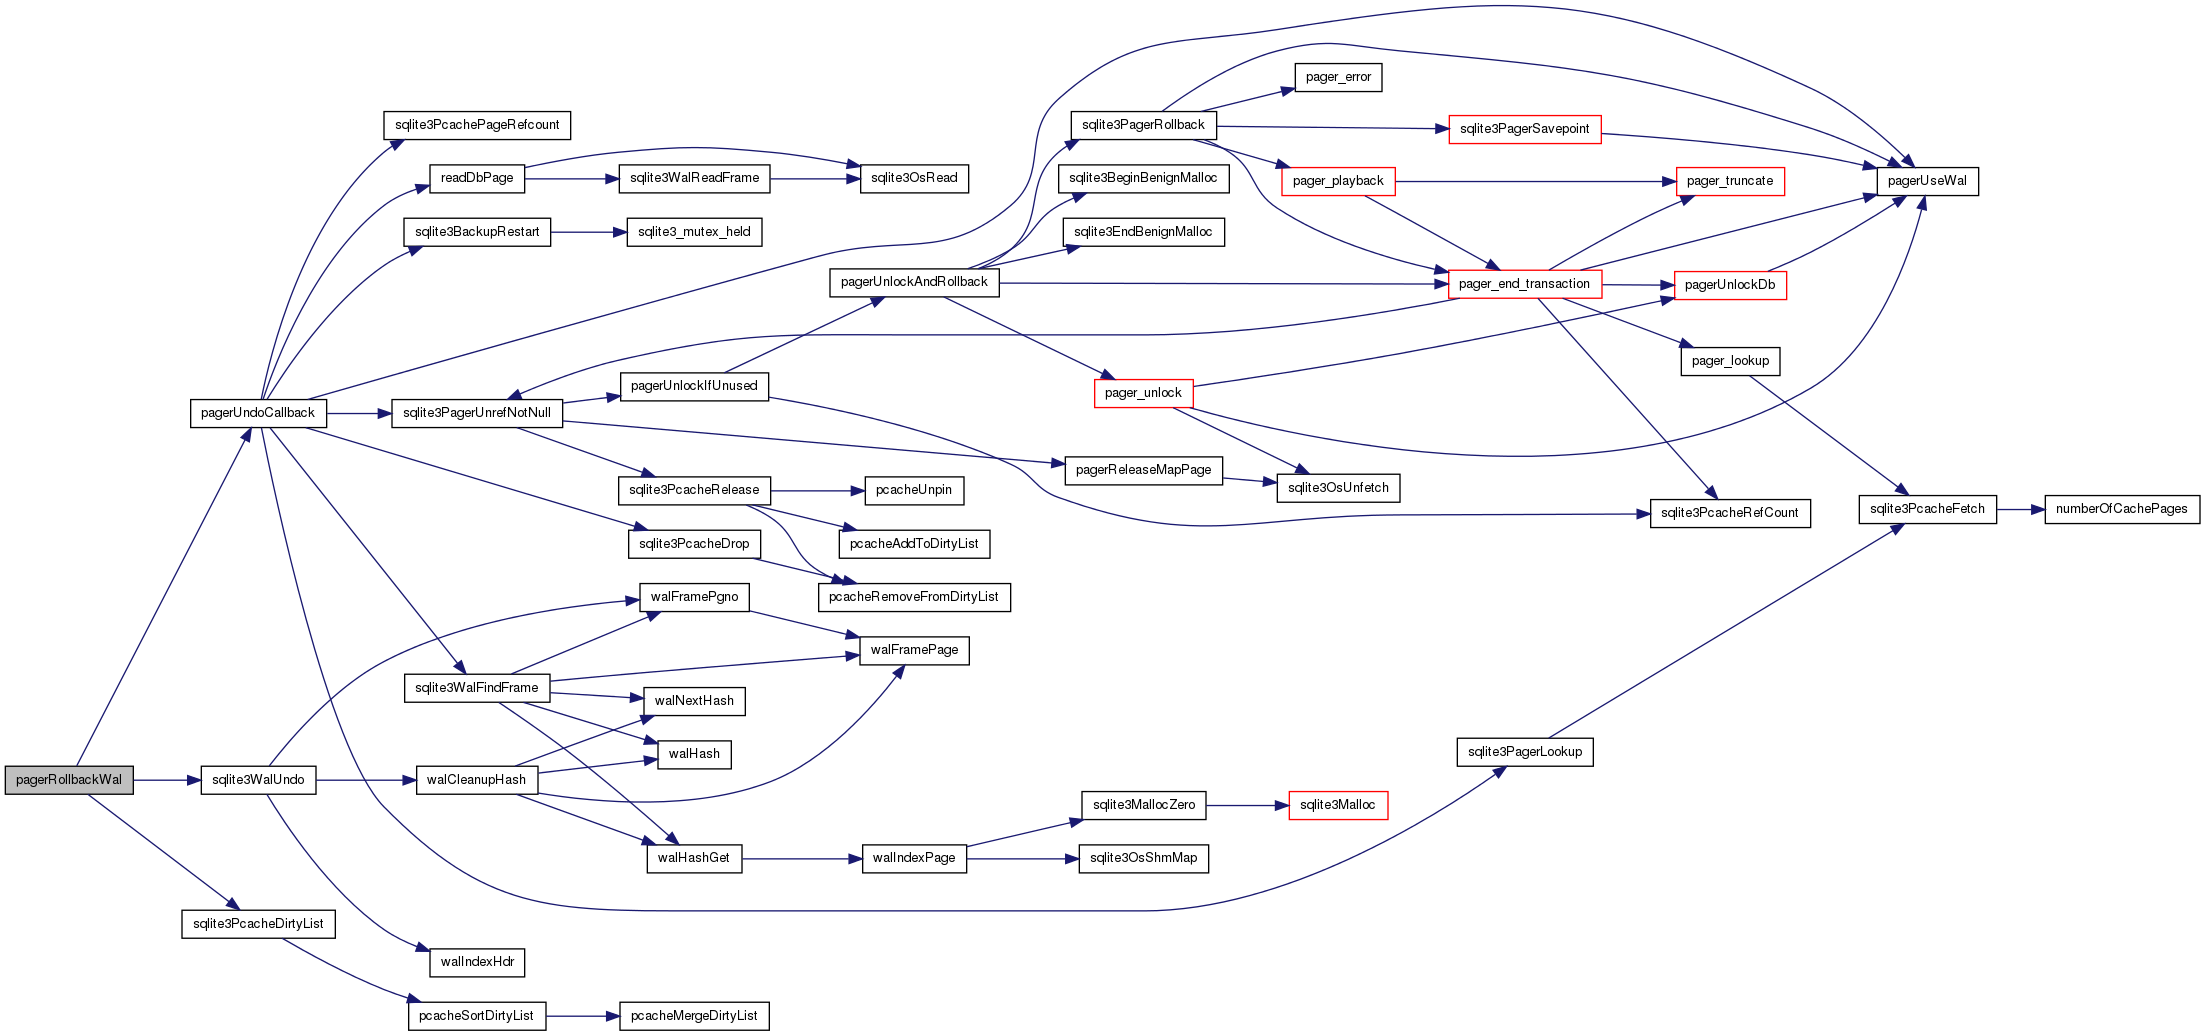 pagerRollbackWal
pagerUndoCallback
sqlite3WalUndo
sqlite3PcacheDirtyList
sqlite3PcachePageRefcount
readDbPage
sqlite3BackupRestart
sqlite3PagerUnrefNotNull
sqlite3WalFindFrame
walCleanupHash
walIndexHdr
pcacheSortDirtyList
sqlite3WalReadFrame
sqlite3_mutex_held
pagerUnlockIfUnused
sqlite3PcacheRelease
sqlite3PcacheDrop
walFramePgno
walNextHash
walHash
walHashGet
pcacheMergeDirtyList
sqlite3OsRead
pagerUnlockAndRollback
pcacheUnpin
pcacheAddToDirtyList
pcacheRemoveFromDirtyList
walFramePage
walIndexPage
sqlite3PagerRollback
sqlite3BeginBenignMalloc
sqlite3EndBenignMalloc
pager_unlock
pagerReleaseMapPage
sqlite3MallocZero
sqlite3OsShmMap
pager_error
pager_playback
sqlite3OsUnfetch
sqlite3Malloc
sqlite3PagerSavepoint
pager_end_transaction
sqlite3PagerLookup
pager_truncate
pagerUnlockDb
pager_lookup
sqlite3PcacheRefCount
pagerUseWal
sqlite3PcacheFetch
numberOfCachePages